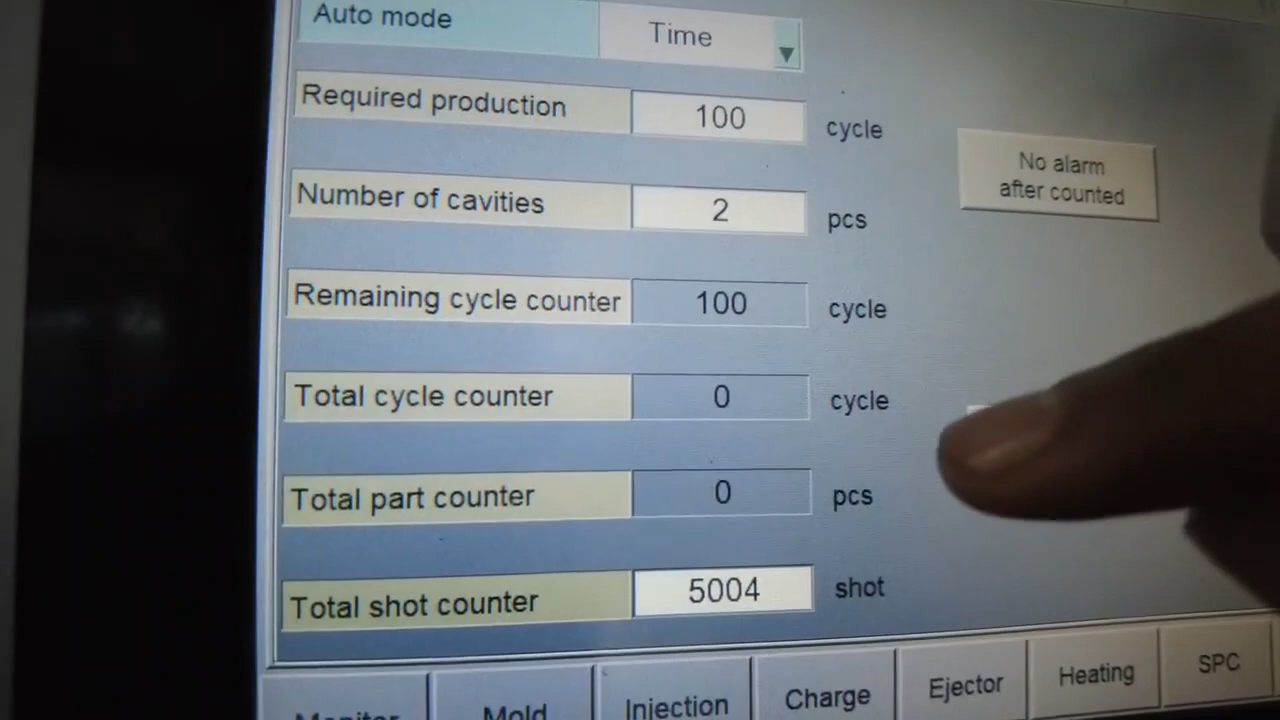 Auto mode Time
Required production 100 cycle
No alarm
after counted
Number of cavities 2 pcs
Remaining cycle counter 100 cycle
Total cycle counter 0 cycle
Total part counter 0 pcs
Total shot counter 5004 shot
Monitor Mold Injection Charge Ejector Heating SPC